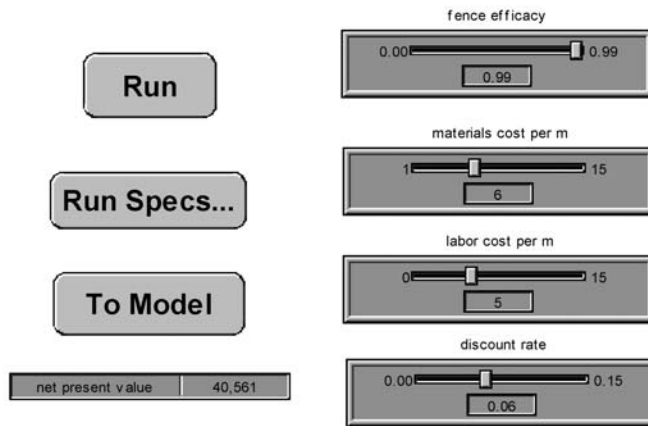 fence efficacy
0.00 0.99
0.99
Run
materials cost per m
1 15
6
Run Specs...
labor cost per m
0 15
5
To Model
discount rate
0.00 0.15
0.06
net present value 40,561